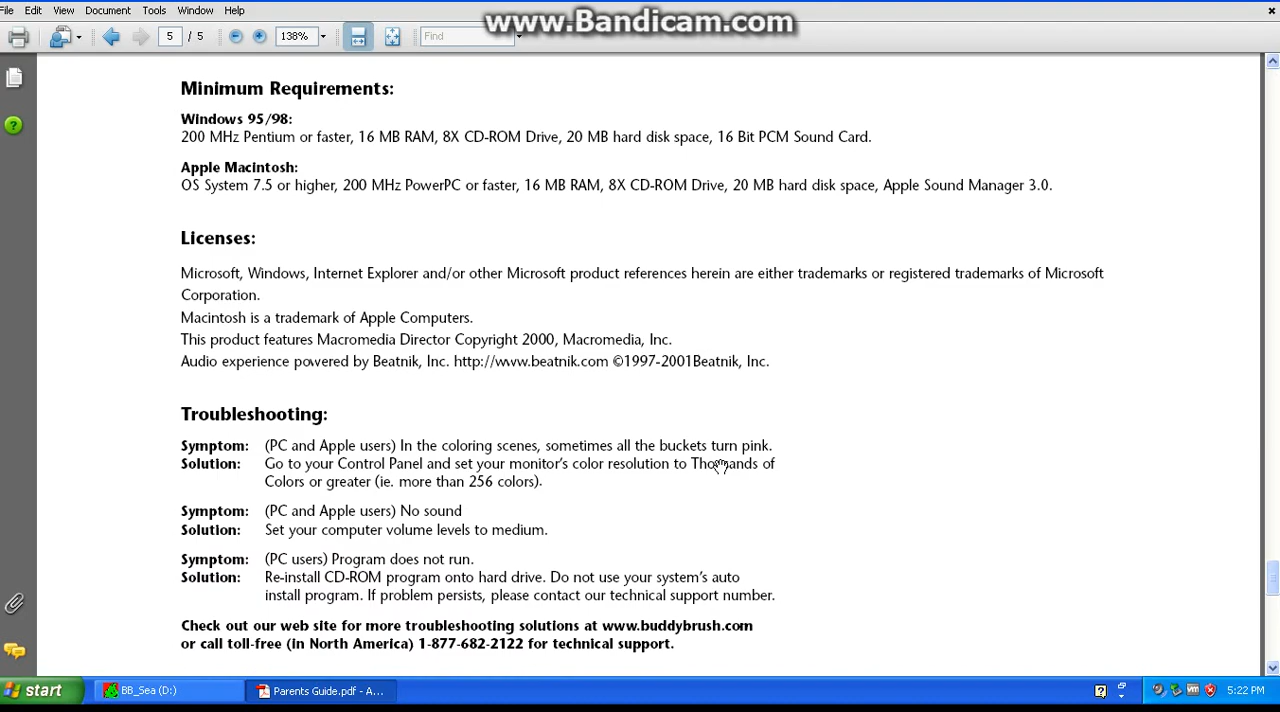 www.Bandicam.com
File Edit View Document Tools Window Help
5 / 5 138% Find
Minimum Requirements:
Windows 95/98:
200 MHz Pentium or faster, 16 MB RAM, 8X CD-ROM Drive, 20 MB hard disk space, 16 Bit PCM Sound Card.
Apple Macintosh:
OS System 7.5 or higher, 200 MHz PowerPC or faster, 16 MB RAM, 8X CD-ROM Drive, 20 MB hard disk space, Apple Sound Manager 3.0.
Licenses:
Microsoft, Windows, Internet Explorer and/or other Microsoft product references herein are either trademarks or registered trademarks of Microsoft
Corporation.
Macintosh is a trademark of Apple Computers.
This product features Macromedia Director Copyright 2000, Macromedia, Inc.
Audio experience powered by Beatnik, Inc. http://www.beatnik.com ©1997-2001Beatnik, Inc.
Troubleshooting:
Symptom: (PC and Apple users) In the coloring scenes, sometimes all the buckets turn pink.
Solution: Go to your Control Panel and set your monitor's color resolution to Thousands of
Colors or greater (ie. more than 256 colors).
Symptom: (PC and Apple users) No sound
Solution: Set your computer volume levels to medium.
Symptom: (PC users) Program does not run.
Solution: Re-install CD-ROM program onto hard drive. Do not use your system's auto
install program. If problem persists, please contact our technical support number.
Check out our web site for more troubleshooting solutions at www.buddybrush.com
or call toll-free (in North America) 1-877-682-2122 for technical support.
start BB_Sea (D:) Parents Guide.pdf - A... 5:22 PM